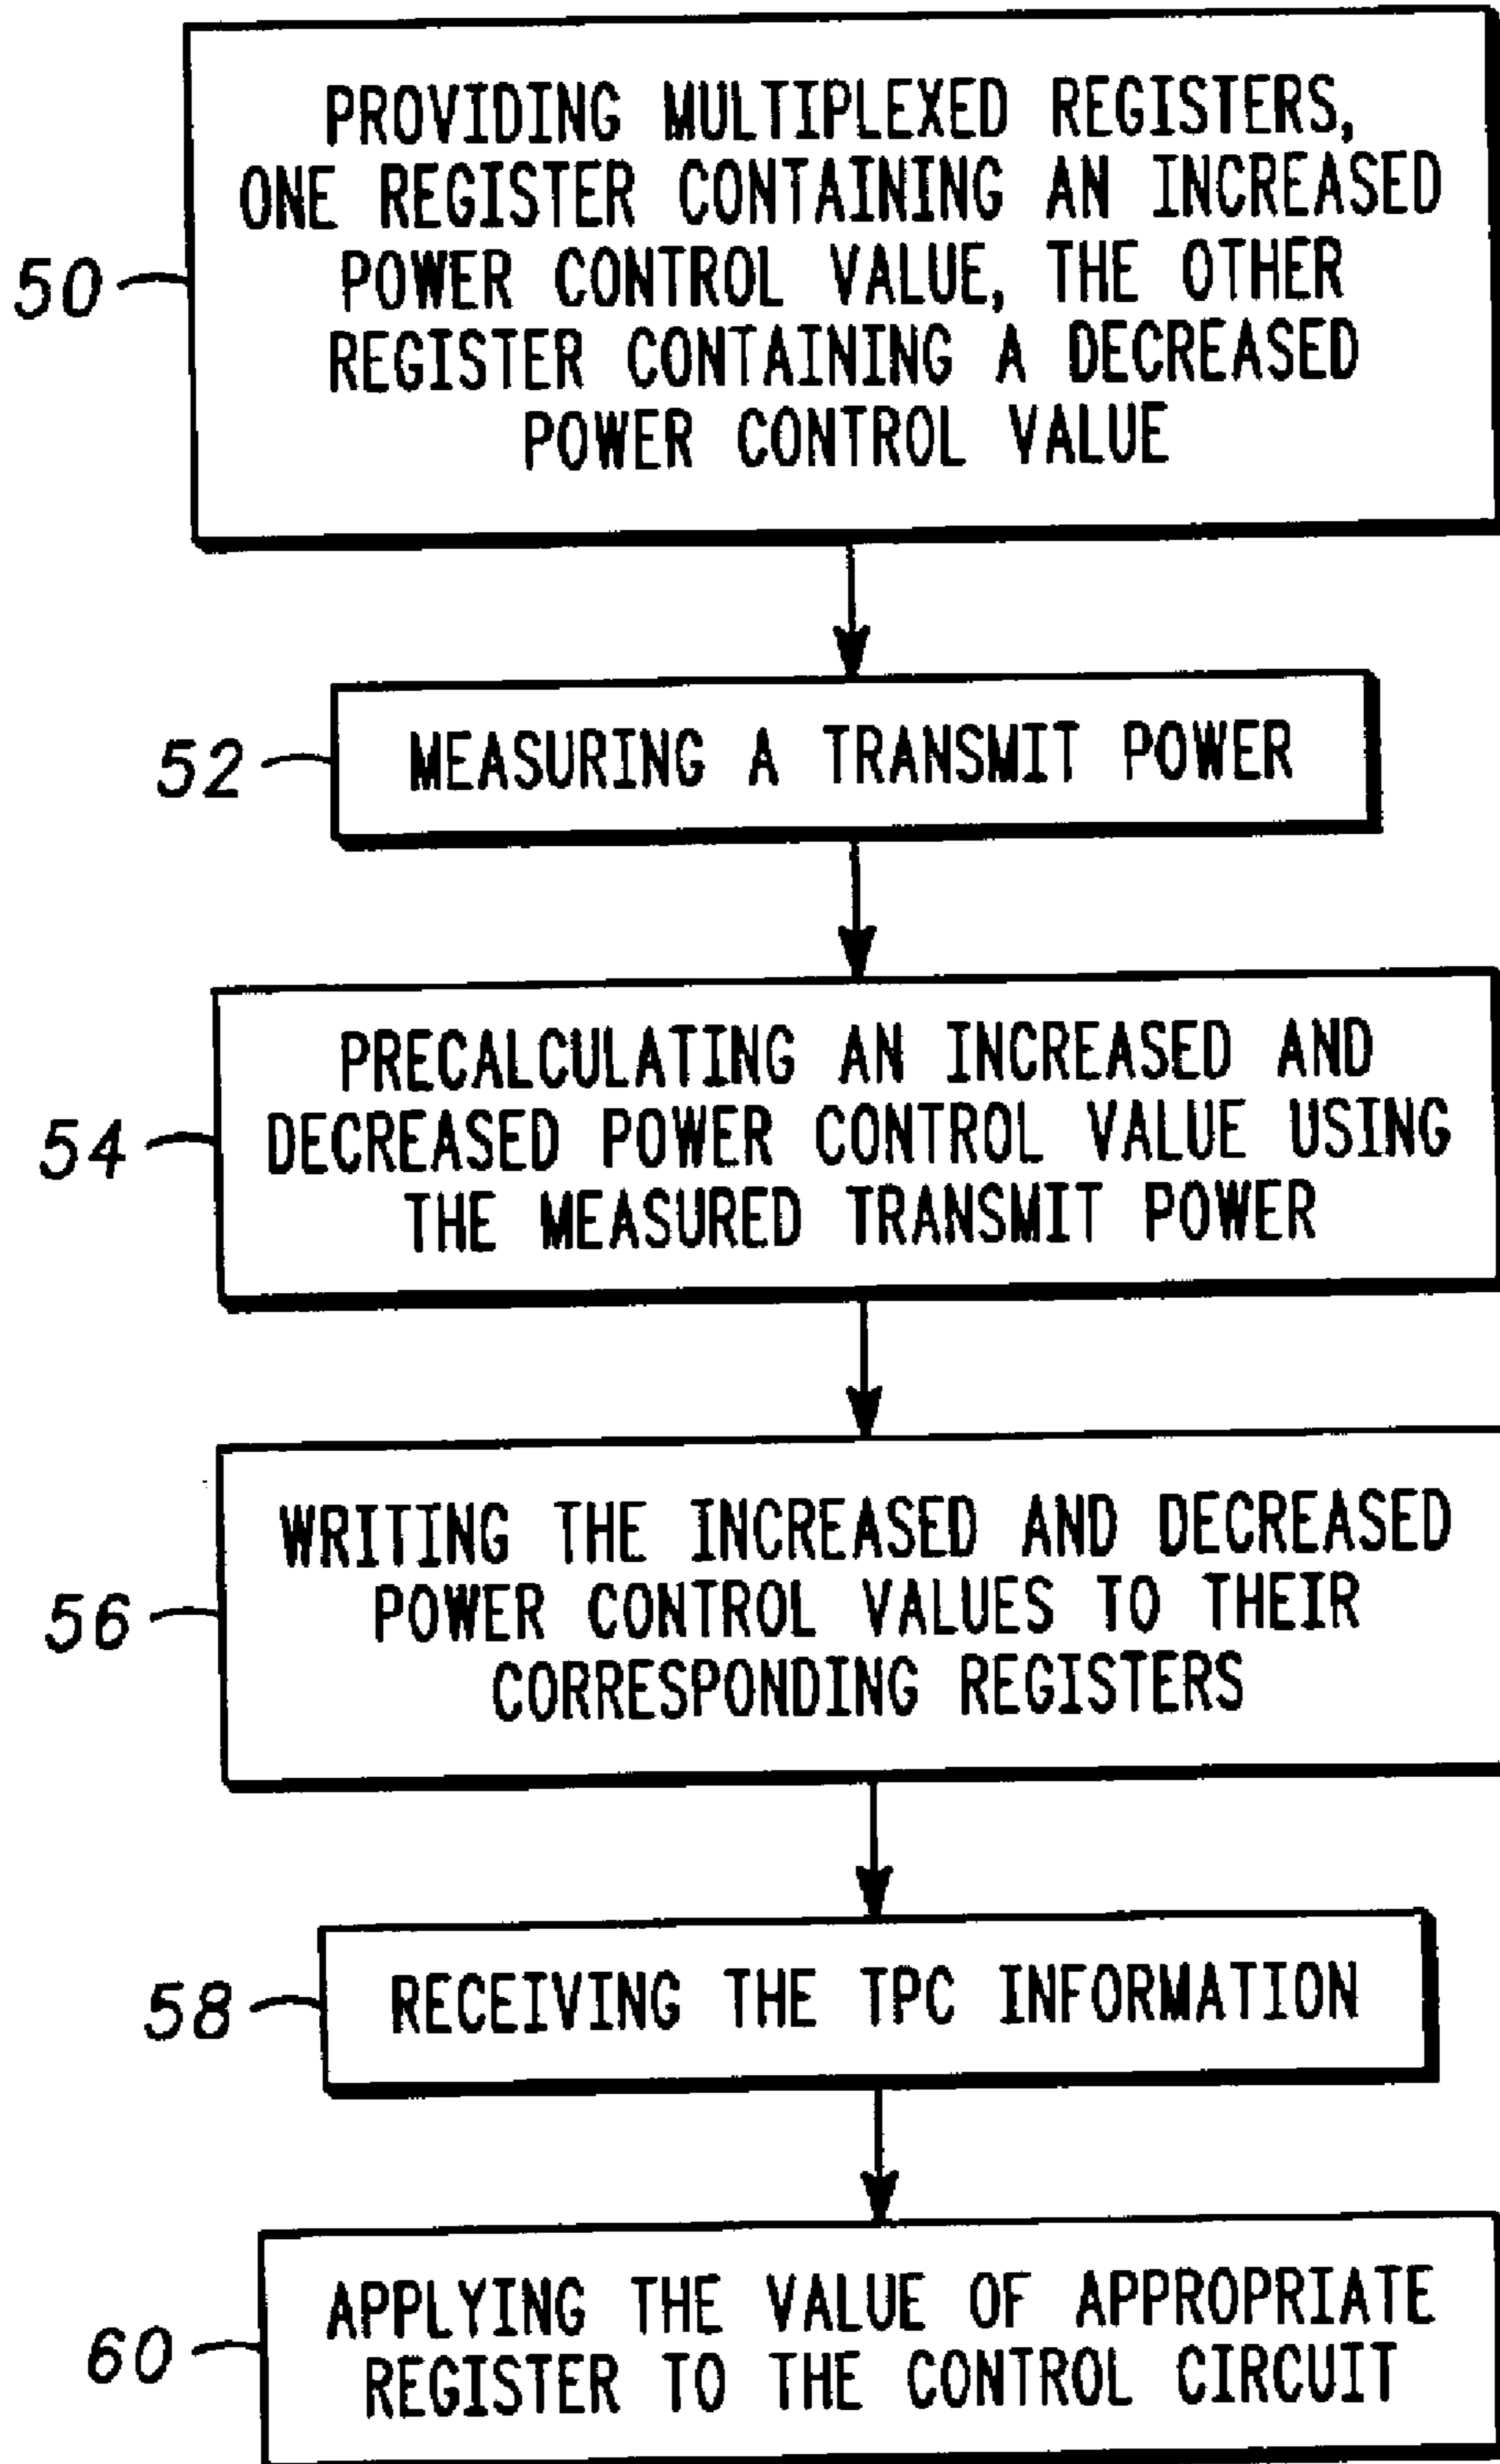 PROVIDING MULTIPLEXED REGISTERS,
ONE REGISTER CONTAINING AN INCREASED
POWER CONTROL VALUE, THE OTHER
REGISTER CONTAINING A DECREASED
POWER CONTROL VALUE
50
52
MEASURING A TRANSMIT POWER
PRECALCULATING AN INCREASED AND
DECREASED POWER CONTROL VALUE USING
THE MEASURED TRANSMIT POWER
54
WRITING THE INCREASED AND DECREASED
POWER CONTROL VALUES TO THEIR
CORRESPONDING REGISTERS
56
58
RECEIVING THE TPC INFORMATION
APPLYING THE VALUE OF APPROPRIATE
REGISTER TO THE CONTROL CIRCUIT
60